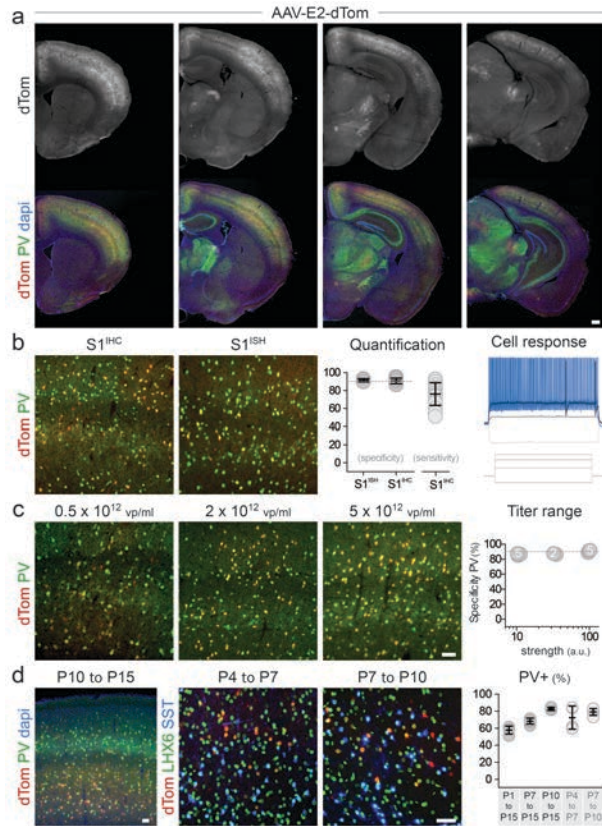 AAV-E2-dTom
a
dTom
dTom PV dapi
b
S1IHC
S1ISH
Quantification
Cell response
dTom PV
100
80
60
40
20
0
(specificity)
(sensitivity)
S1ISH
S1IHC
S1IHC
c
0.5 x 10¹² vp/ml
2 x 10¹² vp/ml
5 x 10¹² vp/ml
Titer range
dTom PV
Specificity PV (%)
100
80
60
40
20
0
5
2
5
10
100
strength (a.u.)
d
P10 to P15
P4 to P7
P7 to P10
PV+ (%)
dTom PV dapi
dTom LHX6 SST
100
80
60
40
20
0
P1 to P15
P7 to P15
P10 to P15
P4 to P7
P7 to P10